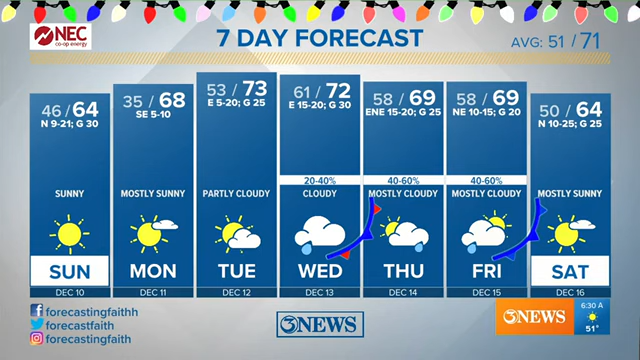 NEC
co-op energy
7 DAY FORECAST
AVG: 51 / 71
46 / 64
N 9-21; G 30
SUNNY
SUN
DEC 10
35 / 68
SE 5-10
MOSTLY SUNNY
MON
DEC 11
53 / 73
E 5-20; G 25
PARTLY CLOUDY
TUE
DEC 12
61 / 72
E 15-20; G 30
20-40%
CLOUDY
WED
DEC 13
58 / 69
ENE 15-20; G 25
40-60%
MOSTLY CLOUDY
THU
DEC 14
58 / 69
NE 10-15; G 20
40-60%
MOSTLY CLOUDY
FRI
DEC 15
50 / 64
N 10-25; G 25
MOSTLY SUNNY
SAT
DEC 16
forecastingfaithh
forecastfaith
forecastingfaith
3NEWS
3NEWS
6:30 A
51°